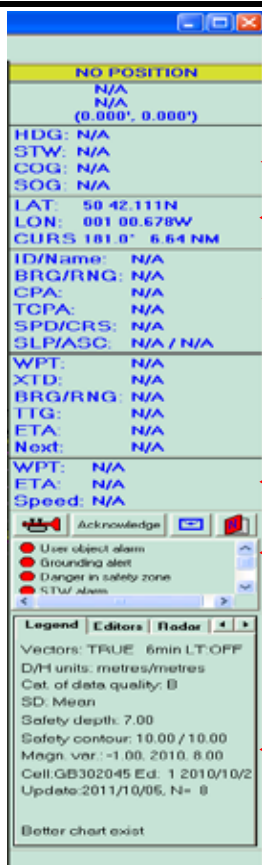 NO POSITION
N/A
N/A
(0.000', 0.000')
HDG: N/A
STW: N/A
COG: N/A
SOG: N/A
LAT: 50 42.111N
LON: 001 00.678W
CURS 181.0° 6.64 NM
ID/Name: N/A
BRG/RNG: N/A
CPA: N/A
TCPA: N/A
SPD/CRS: N/A
SLP/ASC: N/A / N/A
WPT: N/A
XTD: N/A
BRG/RNG: N/A
TTG: N/A
ETA: N/A
Next: N/A
WPT: N/A
ETA: N/A
Speed: N/A
Acknowledge
User object alarm
Grounding alert
Danger in safety zone
STW alarm
Legend Editors Radar
Vectors: TRUE 6min LT:OFF
D/H units: metres/metres
Cat. of data quality: B
SD: Mean
Safety depth: 7.00
Safety contour: 10.00 / 10.00
Magn. var.: -1.00, 2010, 8.00
Cell:GB302045 Ed: 1 2010/10/2
Update:2011/10/05, N= 8
Better chart exist